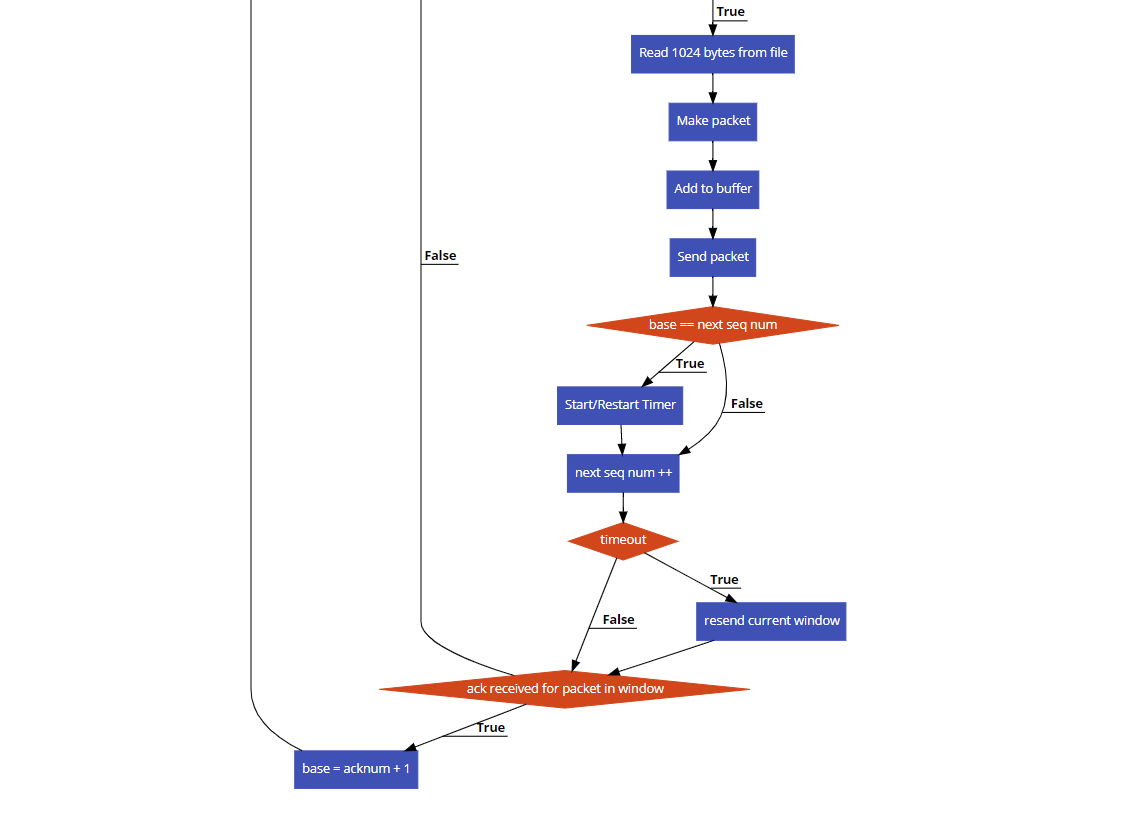 True
Read 1024 bytes from file
Make packet
Add to buffer
False
Send packet
base == next seq num
True
Start/Restart Timer
False
next seq num ++
timeout
True
False
resend current window
ack received for packet in window
True
base = acknum + 1